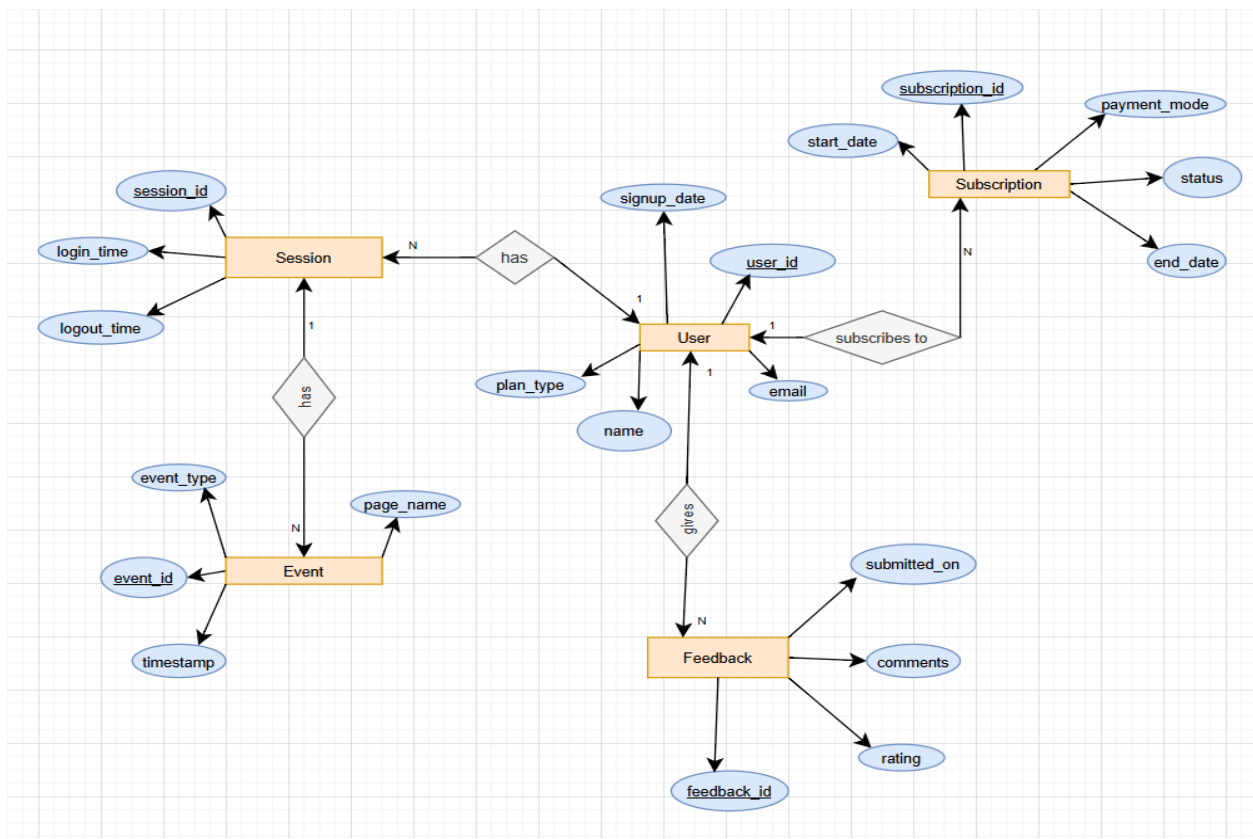 subscription_id
payment_mode
start_date
Subscription
status
session_id
signup_date
login_time
Session
N
has
user_id
N
end_date
logout_time
1
1
User
1
subscribes to
1
plan_type
email
has
name
event_type
page_name
N
gives
Event
event_id
submitted_on
N
timestamp
Feedback
comments
rating
feedback_id